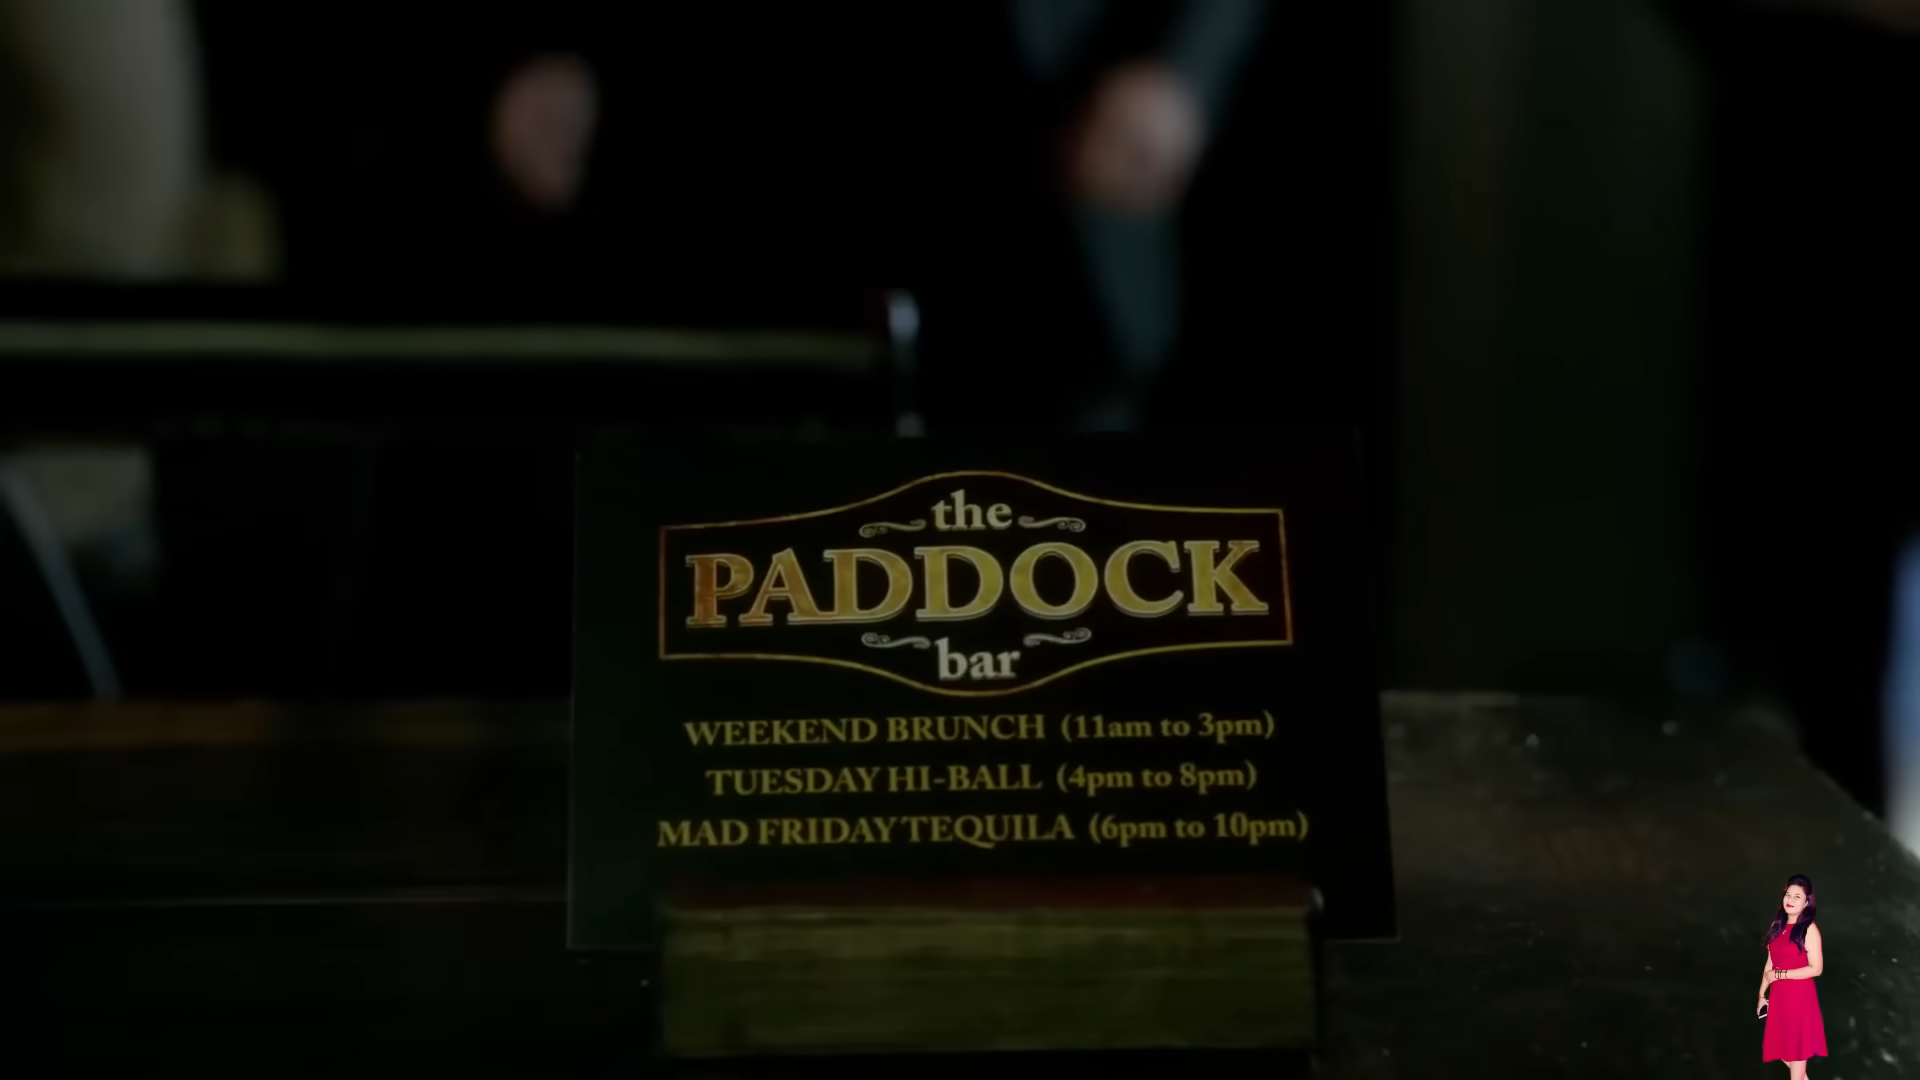 the
PADDOCK
bar
WEEKEND BRUNCH (11am to 3pm)
TUESDAY HI-BALL (4pm to 8pm)
MAD FRIDAY TEQUILA (6pm to 10pm)